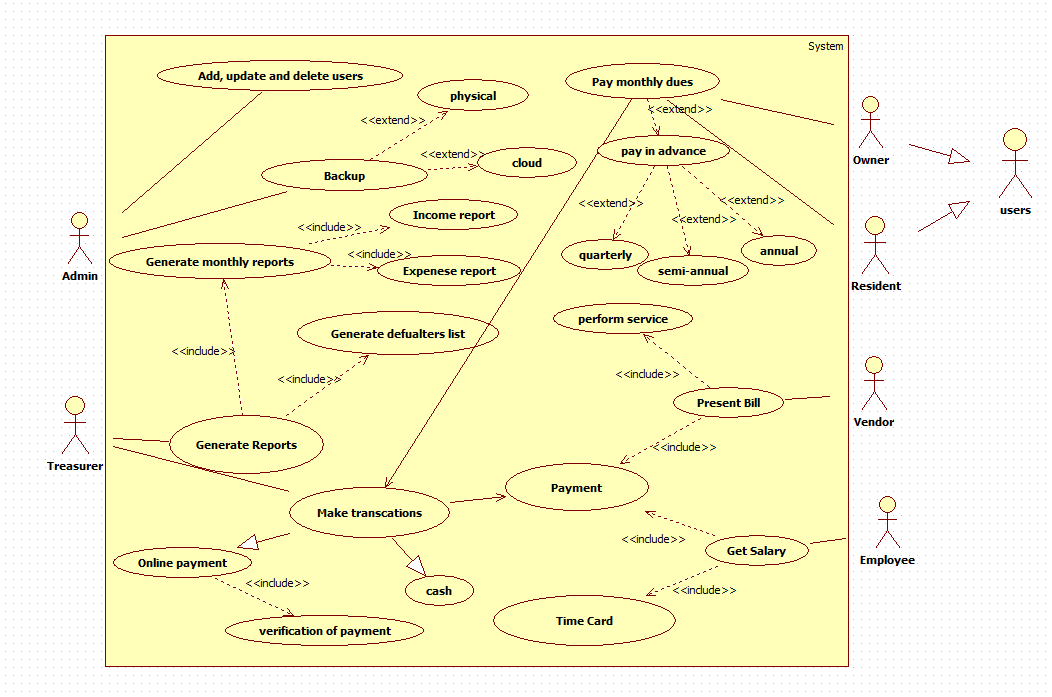 System
Add, update and delete users
Pay monthly dues
physical
<<extend>>
<<extend>>
pay in advance
Owner
<<extend>>
cloud
Backup
users
<<extend>>
<<extend>>
<<extend>>
Income report
<<include>>
Admin
Generate monthly reports
<<include>>
Expenese report
quarterly
semi-annual
annual
Resident
perform service
Generate defualters list
<<include>>
<<include>>
<<include>>
Present Bill
Vendor
Generate Reports
<<include>>
Treasurer
Payment
Make transcations
<<include>>
Get Salary
Employee
Online payment
<<include>>
cash
<<include>>
Time Card
verification of payment